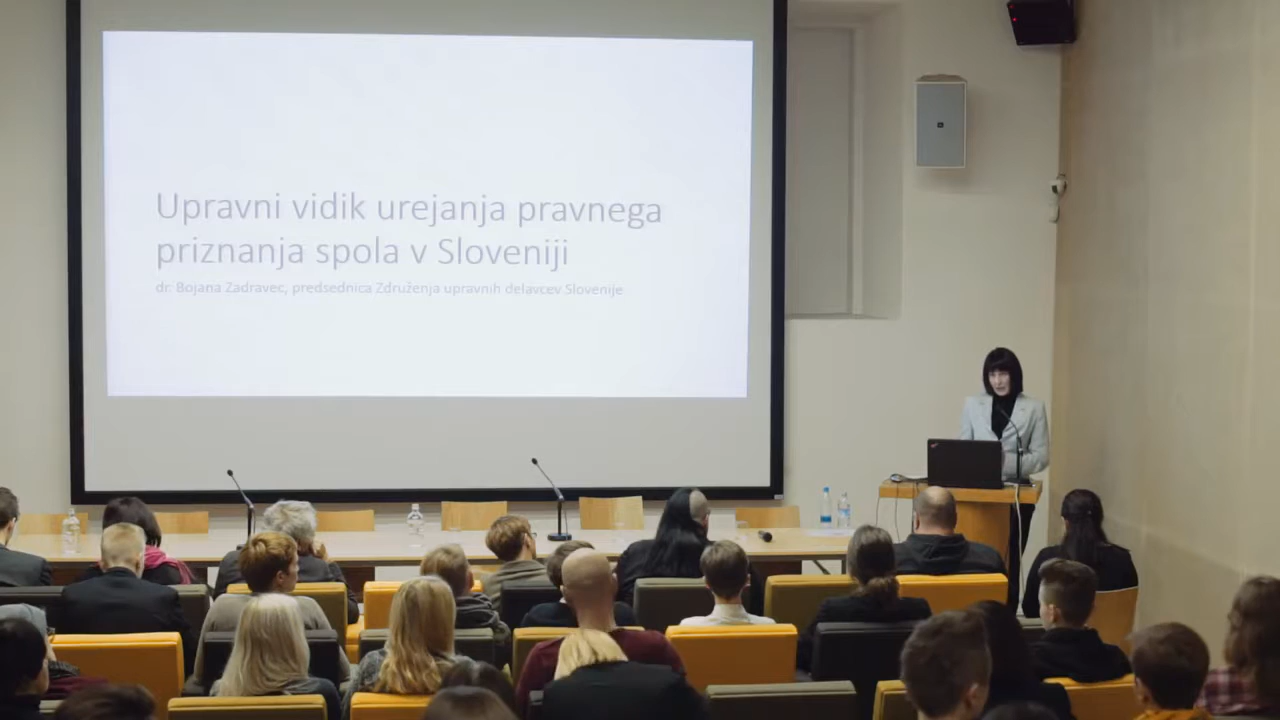 Upravni vidik urejanja pravnega
priznanja spola v Sloveniji
dr. Bojana Zadravec, predsednica Združenja upravnih delavcev Slovenije